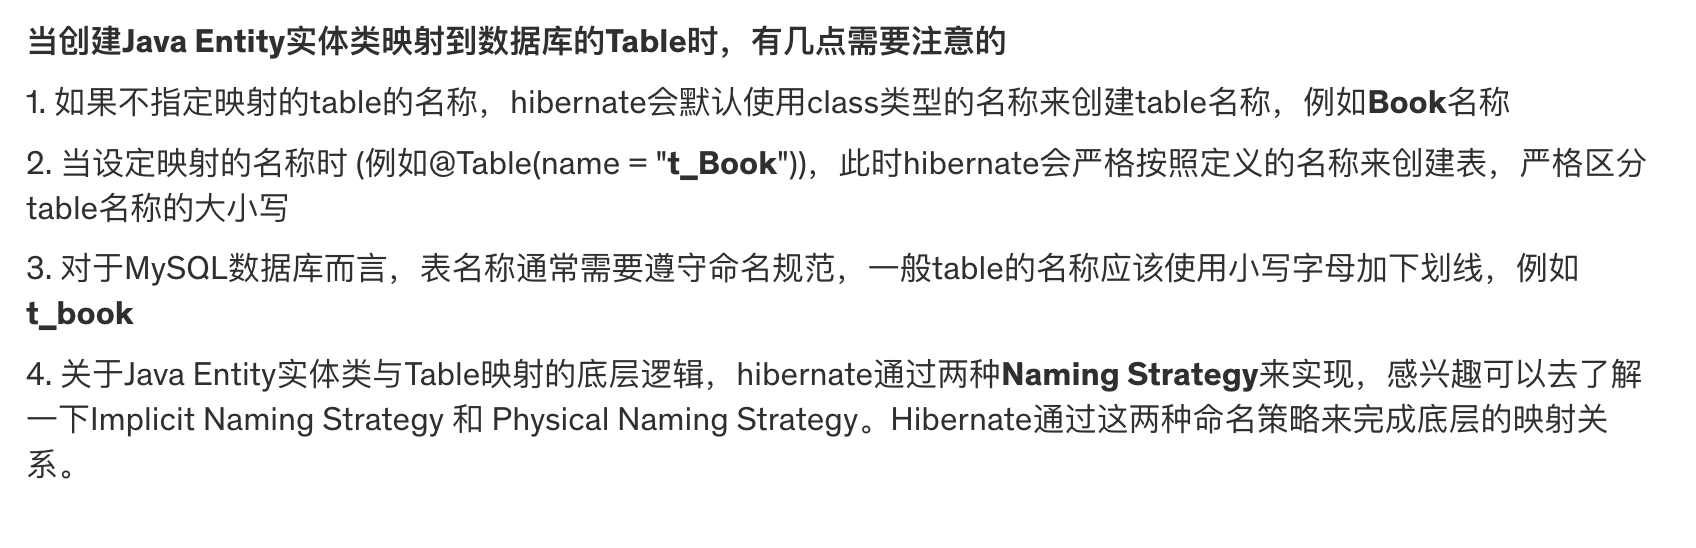 当创建Java Entity实体类映射到数据库的Table时，有几点需要注意的
1. 如果不指定映射的table的名称，hibernate会默认使用class类型的名称来创建table名称，例如Book名称
2. 当设定映射的名称时 (例如@Table(name = "t_Book"))，此时hibernate会严格按照定义的名称来创建表，严格区分
table名称的大小写
3. 对于MySQL数据库而言，表名称通常需要遵守命名规范，一般table的名称应该使用小写字母加下划线，例如
t_book
4. 关于Java Entity实体类与Table映射的底层逻辑，hibernate通过两种Naming Strategy来实现，感兴趣可以去了解
一下Implicit Naming Strategy 和 Physical Naming Strategy。Hibernate通过这两种命名策略来完成底层的映射关
系。